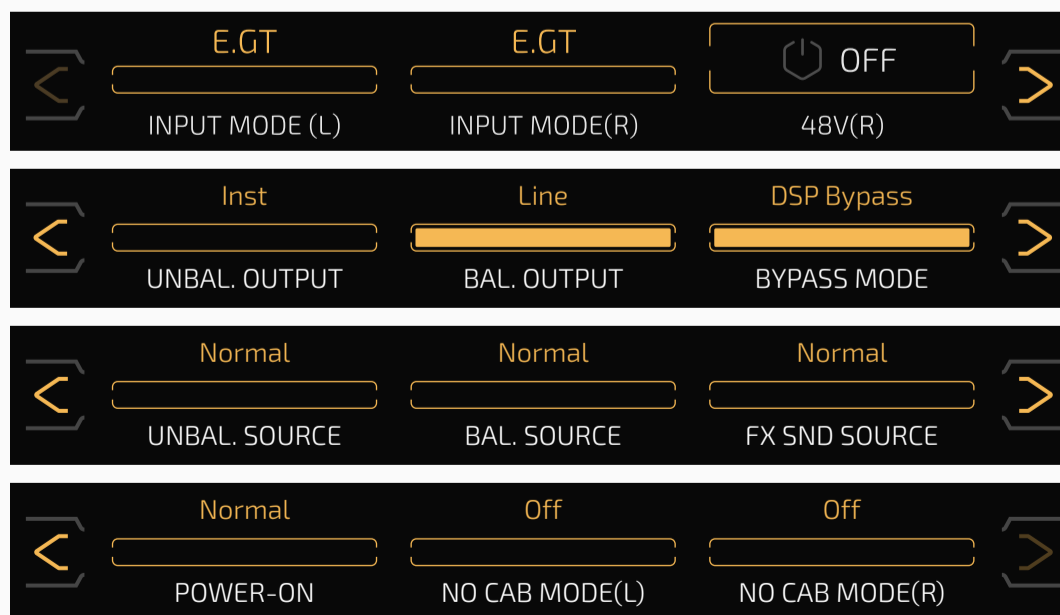 E.GT E.GT OFF
INPUT MODE (L) INPUT MODE(R) 48V(R)
Inst Line DSP Bypass
UNBAL. OUTPUT BAL. OUTPUT BYPASS MODE
Normal Normal Normal
UNBAL. SOURCE BAL. SOURCE FX SND SOURCE
Normal Off Off
POWER-ON NO CAB MODE(L) NO CAB MODE(R)